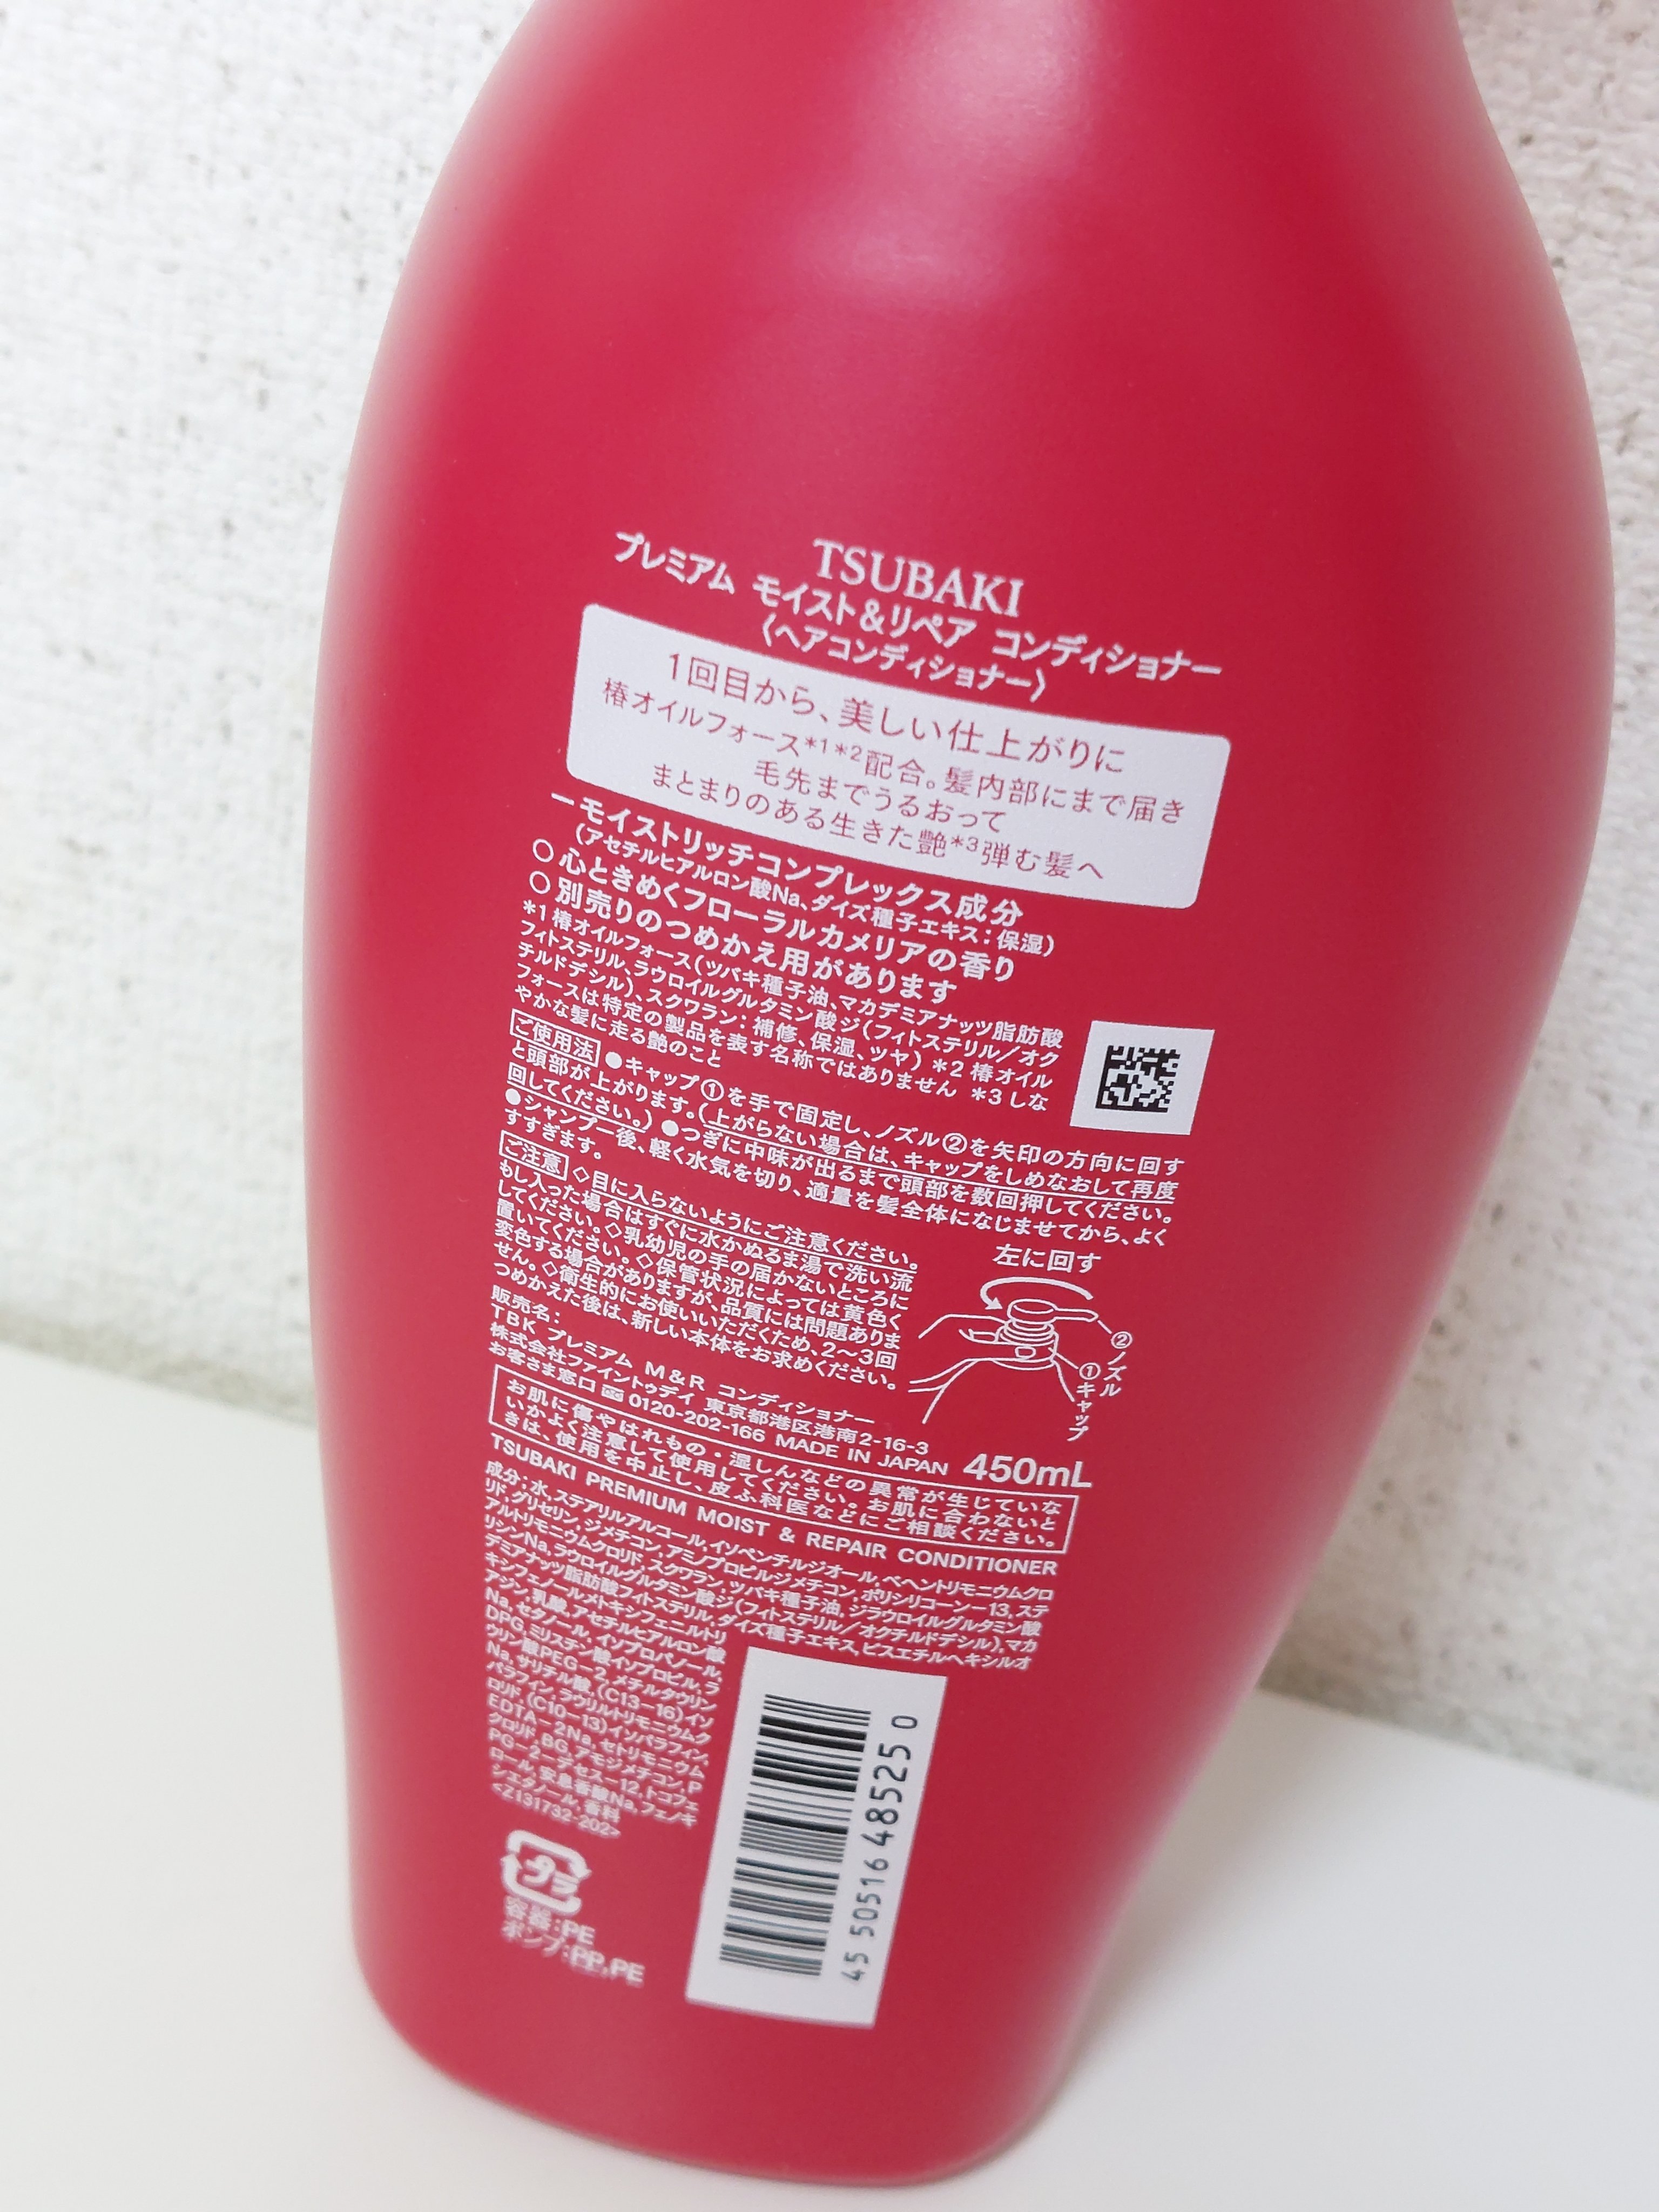 TSUBAKI
プレミアム モイスト&リペア コンディショナー
〈ヘアコンディショナー〉
1回目から、美しい仕上がりに
椿オイルフォース*1*2配合。髪内部にまで届き
毛先までうるおって
まとまりのある生きた艶*3弾む髪へ
ーモイストリッチコンプレックス成分
(アセチルヒアルロン酸Na、ダイズ種子エキス:保湿)
○心ときめくフローラルカメリアの香り
○別売りのつめかえ用があります
*1 椿オイルフォース(ツバキ種子油、マカデミアナッツ脂肪酸
フィトステリル、ラウロイルグルタミン酸ジ(フィトステリル/オク
チルドデシル)、スクワラン:補修、保湿、ツヤ) *2 椿オイル
フォースは特定の製品を表す名称ではありません *3 しな
やかな髪に走る艶のこと
ご使用法 ●キャップ①を手で固定し、ノズル②を矢印の方向に回す
と頭部が上がります。(上がらない場合は、キャップをしめなおして再度
回してください。) ●つぎに中味が出るまで頭部を数回押してください。
●シャンプー後、軽く水気を切り、適量を髪全体になじませてから、よく
すすぎます。
ご注意 ◇目に入らないようにご注意ください。
もし入った場合はすぐに水かぬるま湯で洗い流
してください。◇乳幼児の手の届かないところに
置いてください。◇保管状況によっては黄色く
変色する場合がありますが、品質には問題ありま
せん。◇衛生的にお使いいただくため、2〜3回
つめかえた後は、新しい本体をお求めください。
左に回す
②ノズル
①キャップ
販売名:
TBK プレミアム M&R コンディショナー
株式会社ファイントゥデイ 東京都港区港南2-16-3
お客さま窓口 0120-202-166 MADE IN JAPAN 450mL
お肌に傷やはれもの・湿しんなどの異常が生じていな
いかよく注意して使用してください。お肌に合わないと
きは、使用を中止し、皮ふ科医などにご相談ください。
TSUBAKI PREMIUM MOIST & REPAIR CONDITIONER
成分:水,ステアリルアルコール,イソペンチルジオール,ベヘントリモニウムクロ
リド,グリセリン,ジメチコン,アミノプロピルジメチコン,ポリシリコーン−13,ステ
アルトリモニウムクロリド,スクワラン,ツバキ種子油,ジラウロイルグルタミン酸
リシンNa,ラウロイルグルタミン酸ジ(フィトステリル/オクチルドデシル),マカ
デミアナッツ脂肪酸フィトステリル,ダイズ種子エキス,ビスエチルヘキシルオ
キシフェノールメトキシフェニルトリ
アジン,乳酸,アセチルヒアルロン酸
Na,セタノール,イソプロパノール,
DPG,ミリスチン酸イソプロピル,ラ
ウリン酸PEG−2,メチルタウリン
Na,サリチル酸,(C13−16)イソ
パラフィン,ラウリルトリモニウムク
ロリド,(C10−13)イソパラフィン,
EDTA−2Na,セトリモニウム
クロリド,BG,アモジメチコン,P
PG−2−デセス−12,トコフェ
ロール,安息香酸Na,フェノキ
シエタノール,香料
<Z131732-202>
プラ
容器:PE
ポンプ:PP,PE
45 50516 48525 0